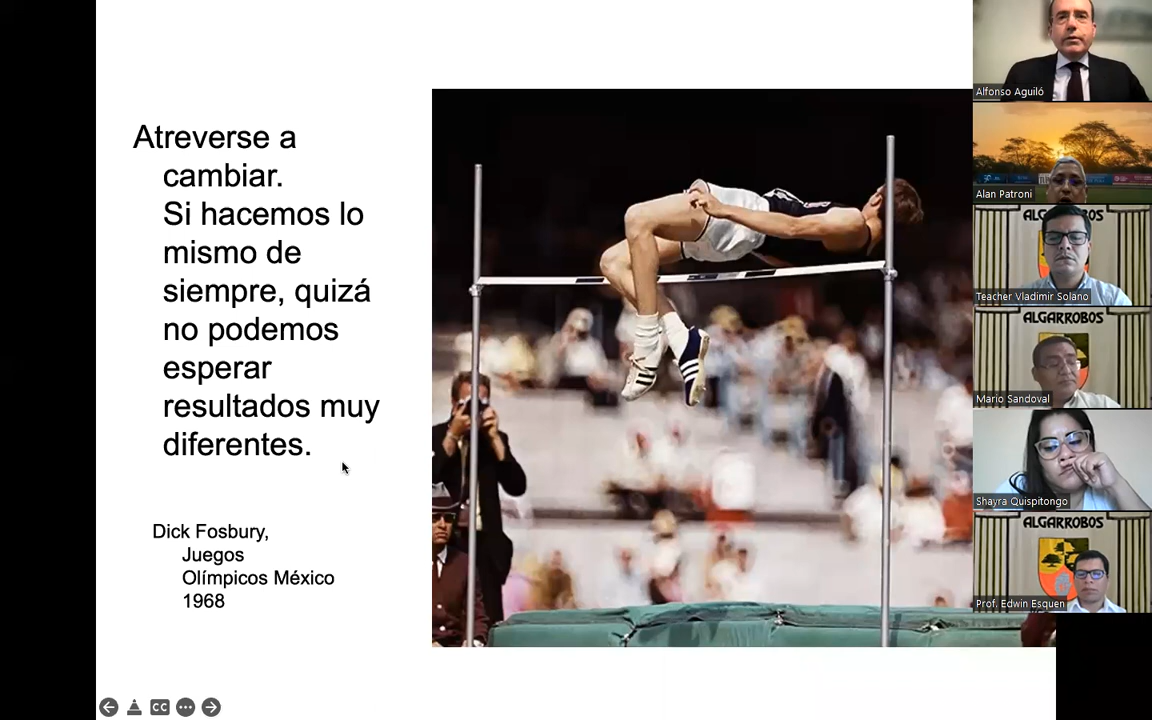 Atreverse a
cambiar.
Si hacemos lo
mismo de
siempre, quizá
no podemos
esperar
resultados muy
diferentes.
Dick Fosbury,
Juegos
Olímpicos México
1968
Alfonso Aguiló
Alan Patroni
ALGARROBOS
Teacher Vladimir Solano
ALGARROBOS
Mario Sandoval
Shayra Quispitongo
ALGARROBOS
Prof. Edwin Esquen
CC